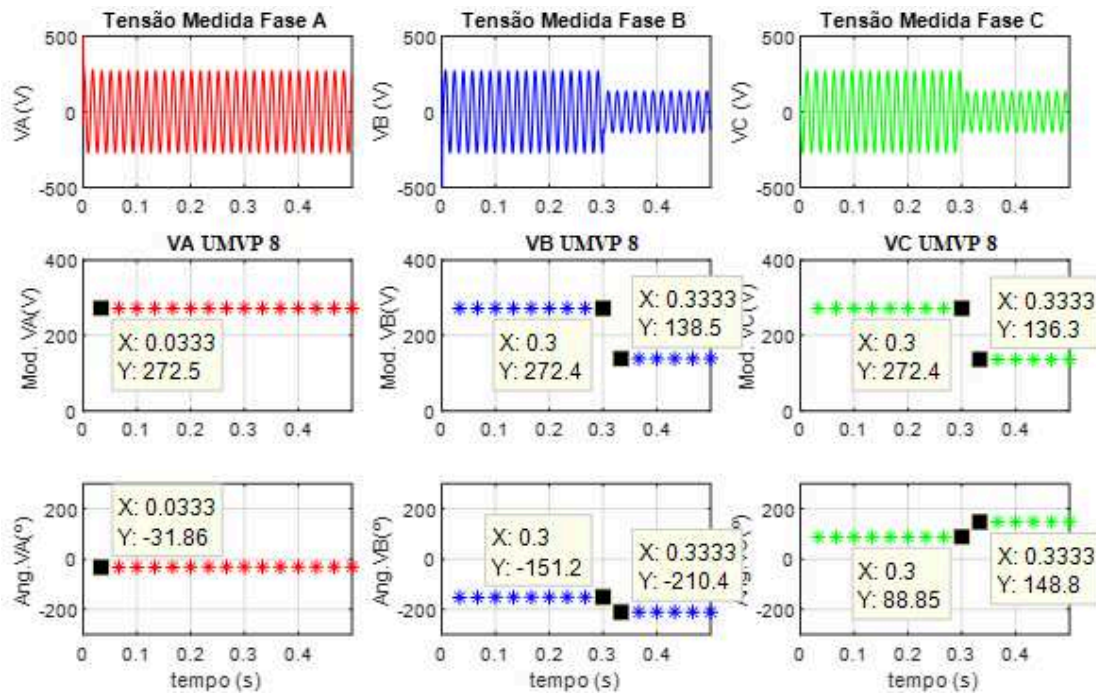 Tensão Medida Fase A
Tensão Medida Fase B
Tensão Medida Fase C
VA(V)
500
0
-500
0 0.1 0.2 0.3 0.4
VB (V)
500
0
-500
0 0.1 0.2 0.3 0.4
VC (V)
500
0
-500
0 0.1 0.2 0.3 0.4
VA UMVP 8
VB UMVP 8
VC UMVP 8
Mod. VA(V)
400
200
0
X: 0.0333
Y: 272.5
0 0.1 0.2 0.3 0.4
Mod. VB(V)
400
200
0
X: 0.3
Y: 272.4
X: 0.3333
Y: 138.5
0 0.1 0.2 0.3 0.4
Mod. VC(V)
400
200
0
X: 0.3
Y: 272.4
X: 0.3333
Y: 136.3
0 0.1 0.2 0.3 0.4
Ang.VA(º)
200
0
-200
X: 0.0333
Y: -31.86
0 0.1 0.2 0.3 0.4
tempo (s)
Ang.VB(º)
200
0
-200
X: 0.3
Y: -151.2
X: 0.3333
Y: -210.4
0 0.1 0.2 0.3 0.4
tempo (s)
200
0
-200
X: 0.3
Y: 88.85
X: 0.3333
Y: 148.8
0 0.1 0.2 0.3 0.4
tempo (s)